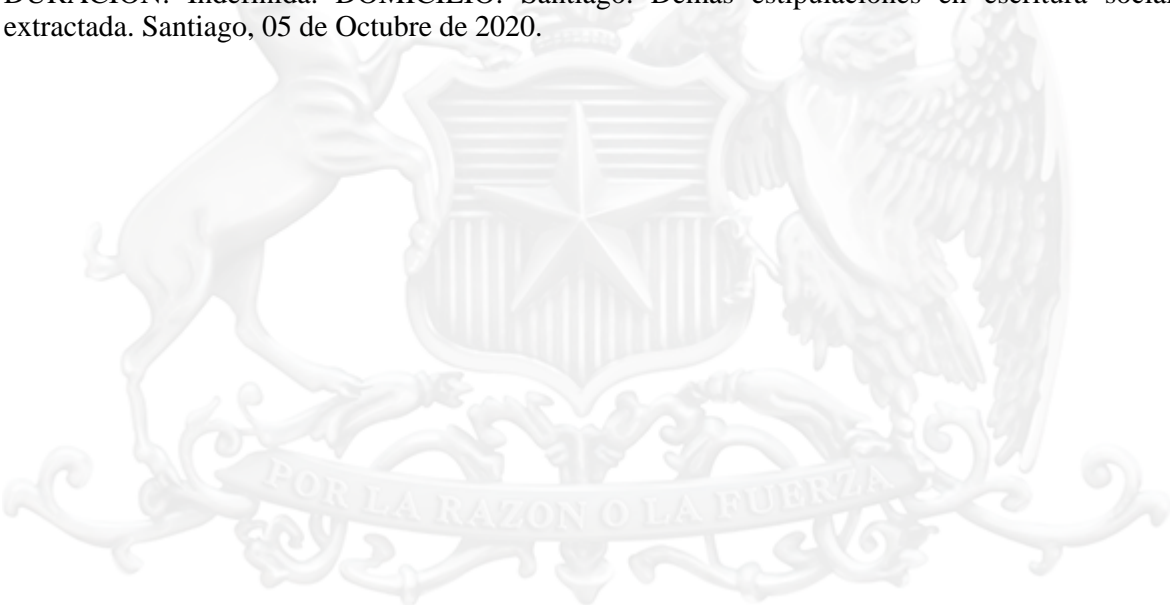 DURACIÓN: Indefinida. DOMICILIO: Santiago. Demás estipulaciones en escritura social
extractada. Santiago, 05 de Octubre de 2020.
POR LA RAZON O LA FUERZA